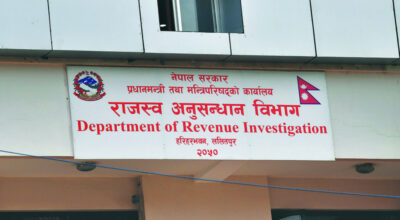 नेपाल सरकार
प्रधानमन्त्री तथा मन्त्रिपरिषद्को कार्यालय
राजस्व अनुसन्धान विभाग
Department of Revenue Investigation
हरिहरभवन, ललितपुर
२०५०